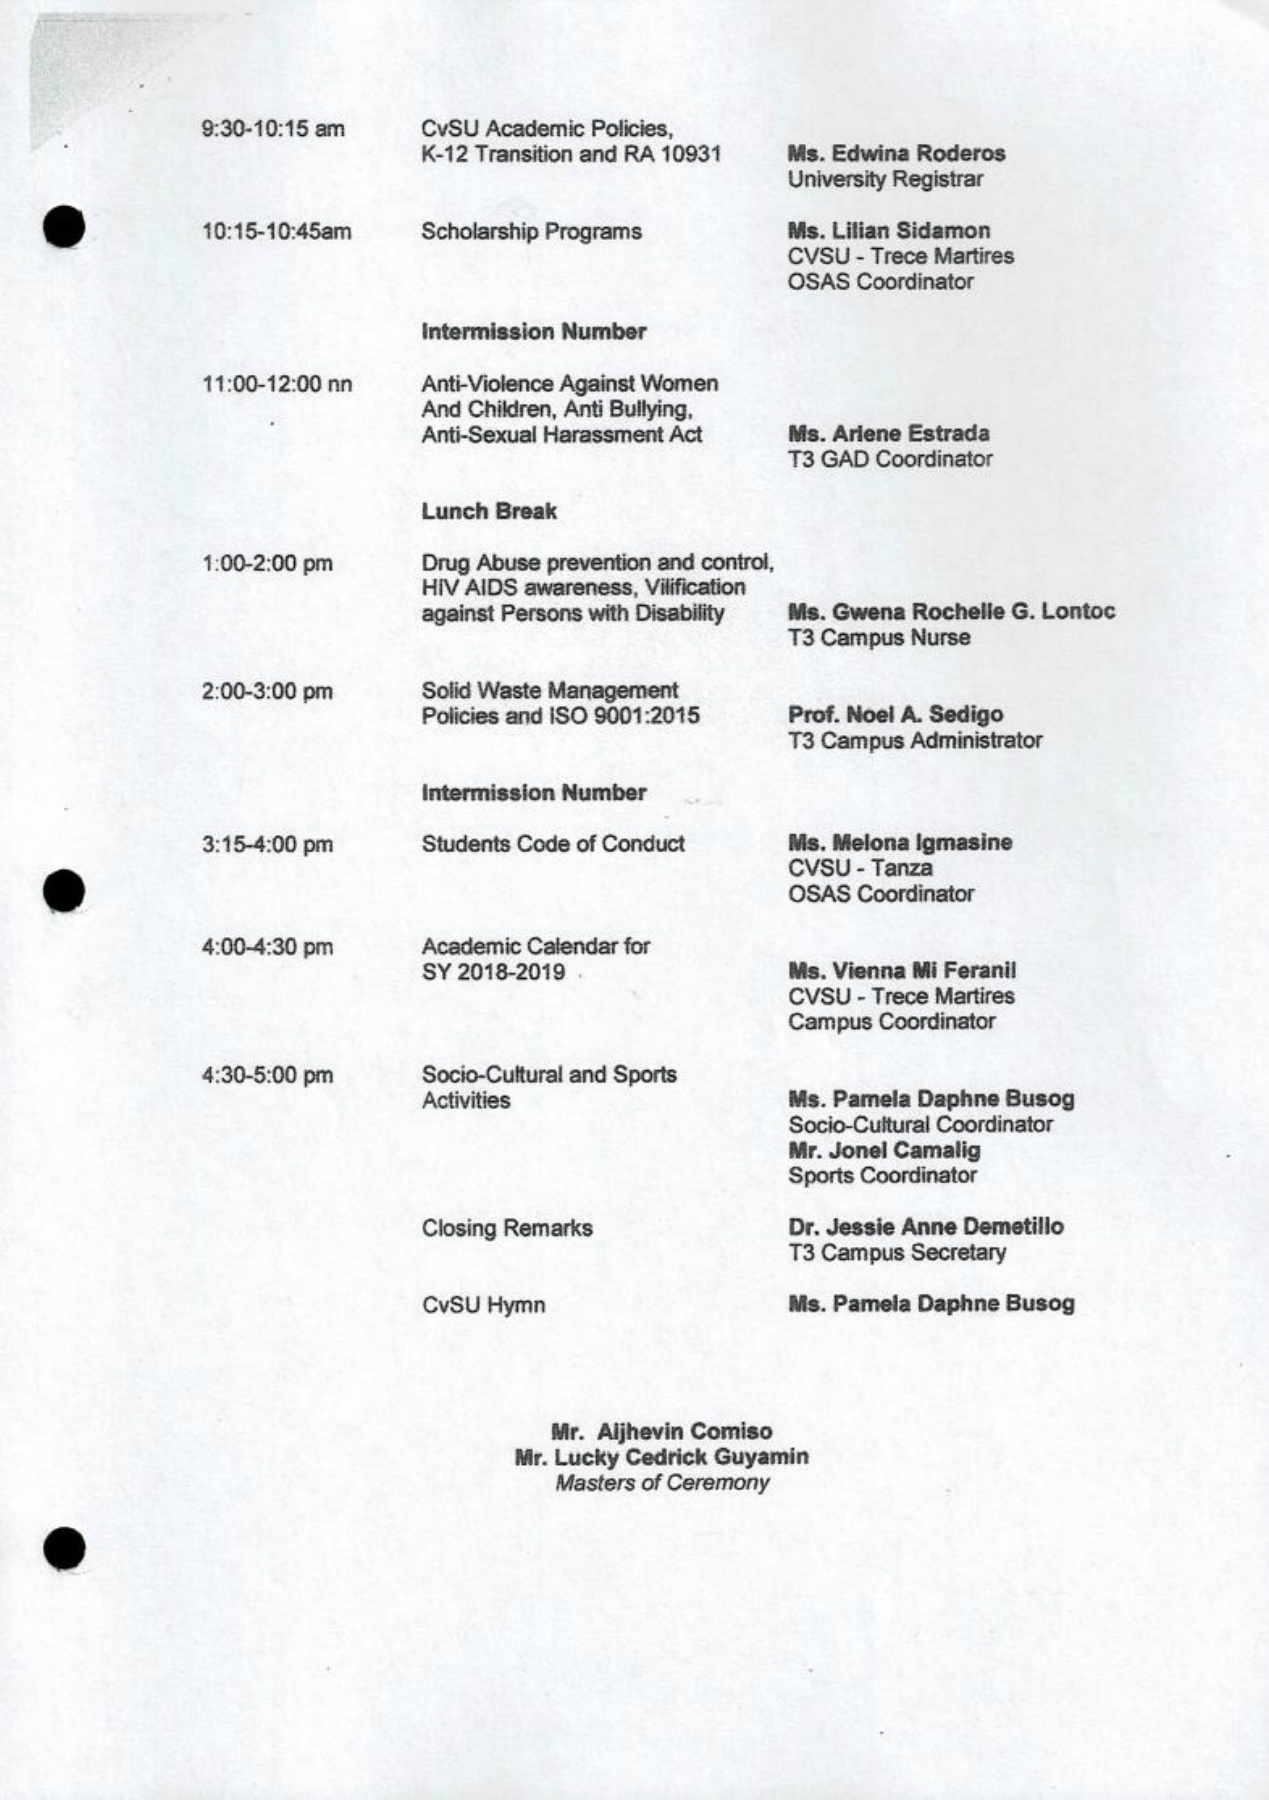 9:30-10:15 am CvSU Academic Policies,
K-12 Transition and RA 10931 Ms. Edwina Roderos
University Registrar
10:15-10:45am Scholarship Programs Ms. Lilian Sidamon
CVSU - Trece Martires
OSAS Coordinator
Intermission Number
11:00-12:00 nn Anti-Violence Against Women
And Children, Anti Bullying,
Anti-Sexual Harassment Act Ms. Arlene Estrada
T3 GAD Coordinator
Lunch Break
1:00-2:00 pm Drug Abuse prevention and control,
HIV AIDS awareness, Vilification
against Persons with Disability Ms. Gwena Rochelle G. Lontoc
T3 Campus Nurse
2:00-3:00 pm Solid Waste Management
Policies and ISO 9001:2015 Prof. Noel A. Sedigo
T3 Campus Administrator
Intermission Number
3:15-4:00 pm Students Code of Conduct Ms. Melona Igmasine
CVSU - Tanza
OSAS Coordinator
4:00-4:30 pm Academic Calendar for
SY 2018-2019 Ms. Vienna Mi Feranil
CVSU - Trece Martires
Campus Coordinator
4:30-5:00 pm Socio-Cultural and Sports
Activities Ms. Pamela Daphne Busog
Socio-Cultural Coordinator
Mr. Jonel Camalig
Sports Coordinator
Closing Remarks Dr. Jessie Anne Demetillo
T3 Campus Secretary
CvSU Hymn Ms. Pamela Daphne Busog
Mr. Aljhevin Comiso
Mr. Lucky Cedrick Guyamin
Masters of Ceremony